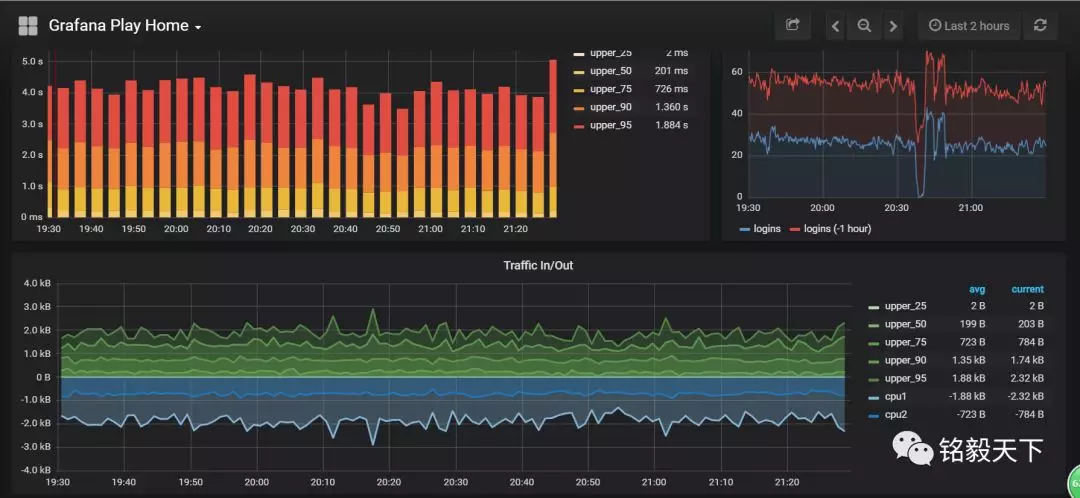 Grafana Play Home
Last 2 hours
5.0 s
4.0 s
3.0 s
2.0 s
1.0 s
0 ms
19:30 19:40 19:50 20:00 20:10 20:20 20:30 20:40 20:50 21:00 21:10 21:20
upper_25 2 ms
upper_50 201 ms
upper_75 726 ms
upper_90 1.360 s
upper_95 1.884 s
60
40
20
0
19:30 20:00 20:30 21:00
logins logins (-1 hour)
Traffic In/Out
4.0 kB
3.0 kB
2.0 kB
1.0 kB
0 B
-1.0 kB
-2.0 kB
-3.0 kB
-4.0 kB
19:30 19:40 19:50 20:00 20:10 20:20 20:30 20:40 20:50 21:00 21:10 21:20
avg current
upper_25 2 B 2 B
upper_50 199 B 203 B
upper_75 723 B 784 B
upper_90 1.35 kB 1.74 kB
upper_95 1.88 kB 2.32 kB
cpu1 -1.88 kB -2.32 kB
cpu2 -723 B -784 B
铭毅天下